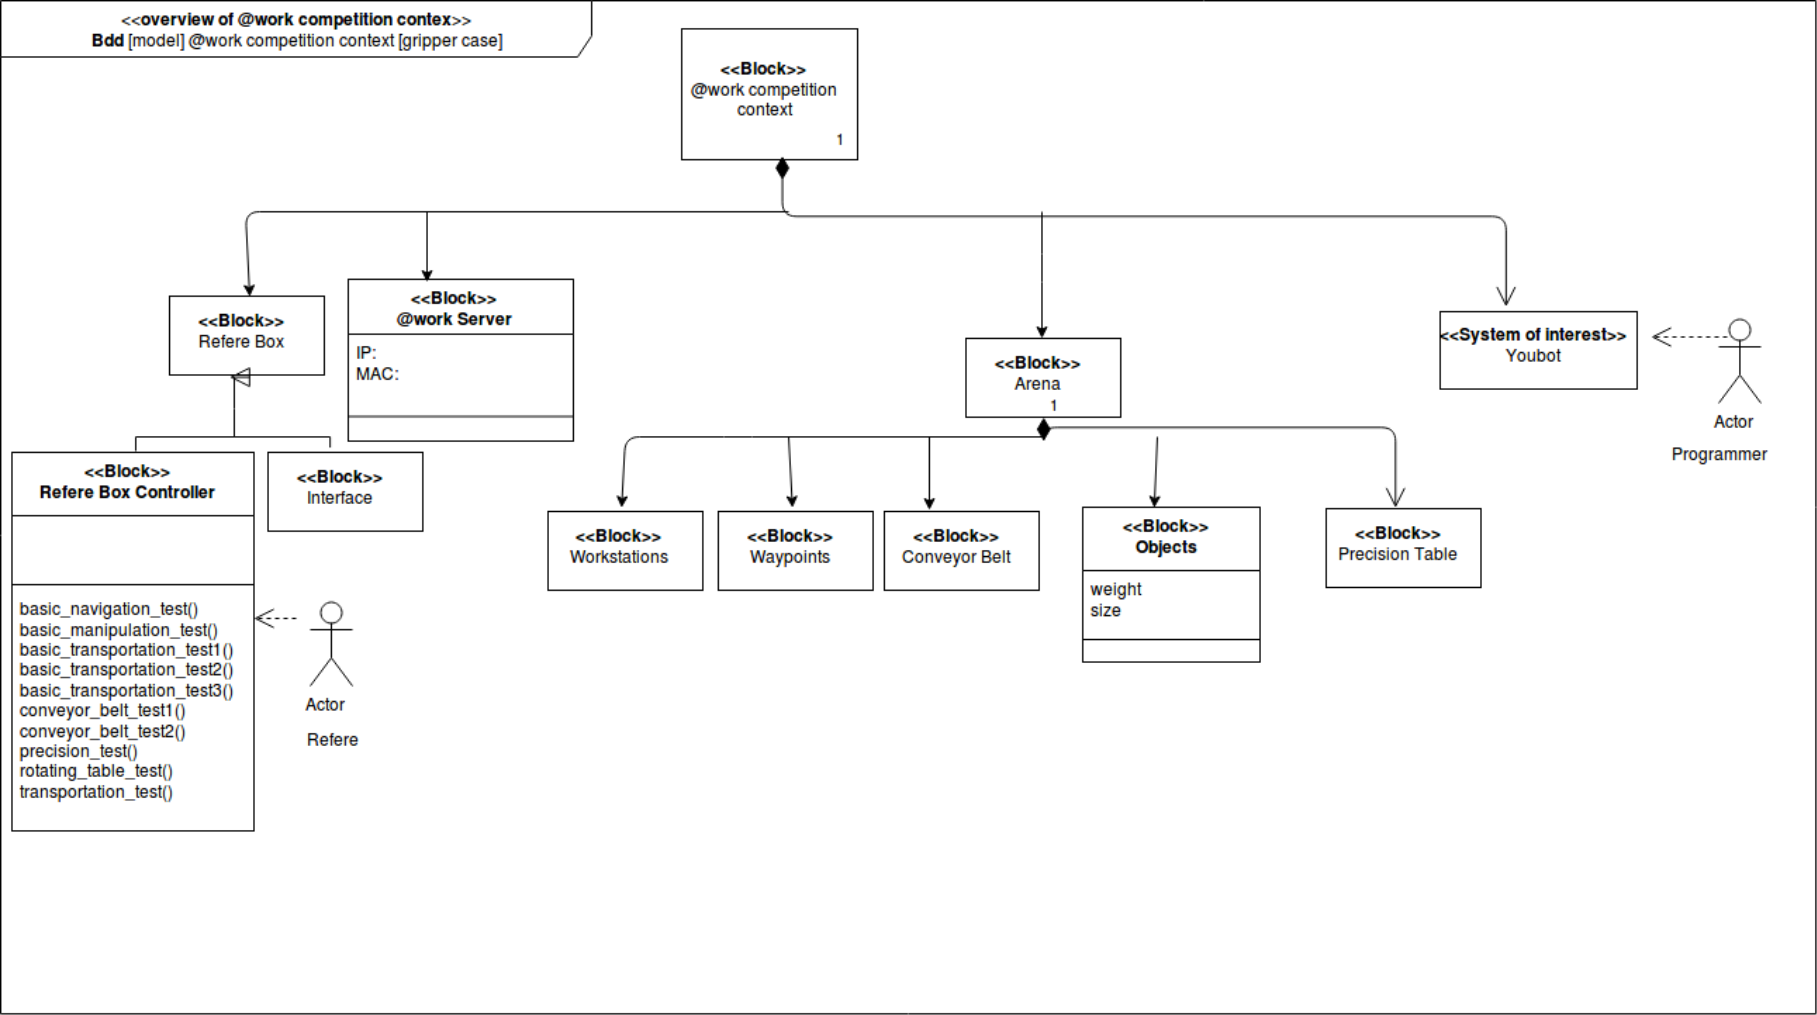 <<overview of @work competition contex>>
Bdd [model] @work competition context [gripper case]
<<Block>>
@work competition
context
1
<<Block>>
Refere Box
<<Block>>
@work Server
IP:
MAC:
<<Block>>
Arena
1
<<System of interest>>
Youbot
Actor
Programmer
<<Block>>
Refere Box Controller
basic_navigation_test()
basic_manipulation_test()
basic_transportation_test1()
basic_transportation_test2()
basic_transportation_test3()
conveyor_belt_test1()
conveyor_belt_test2()
precision_test()
rotating_table_test()
transportation_test()
<<Block>>
Interface
Actor
Refere
<<Block>>
Workstations
<<Block>>
Waypoints
<<Block>>
Conveyor Belt
<<Block>>
Objects
weight
size
<<Block>>
Precision Table